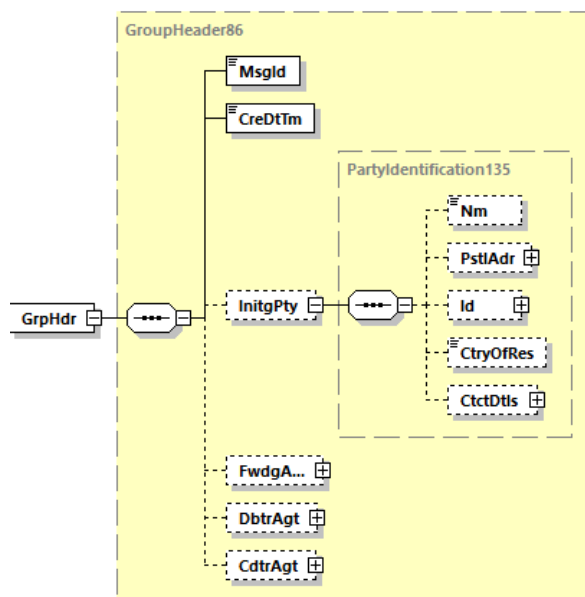 GroupHeader86
MsgId
CreDtTm
PartyIdentification135
Nm
PstlAdr
GrpHdr
InitgPty
Id
CtryOfRes
CtctDtls
FwdgA...
DbtrAgt
CdtrAgt